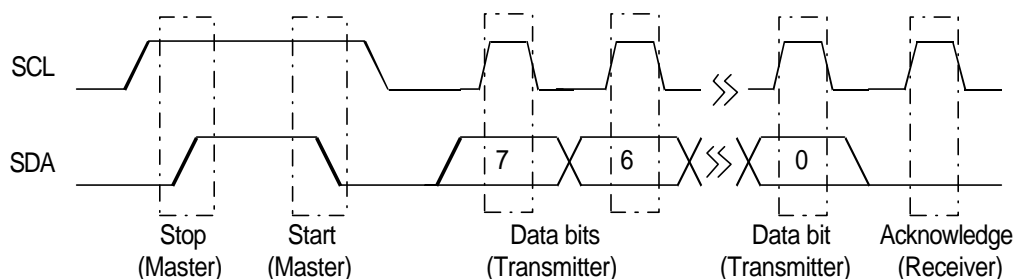 SCL
SDA
7 6 0
Stop Start Data bits Data bit Acknowledge
(Master) (Master) (Transmitter) (Transmitter) (Receiver)